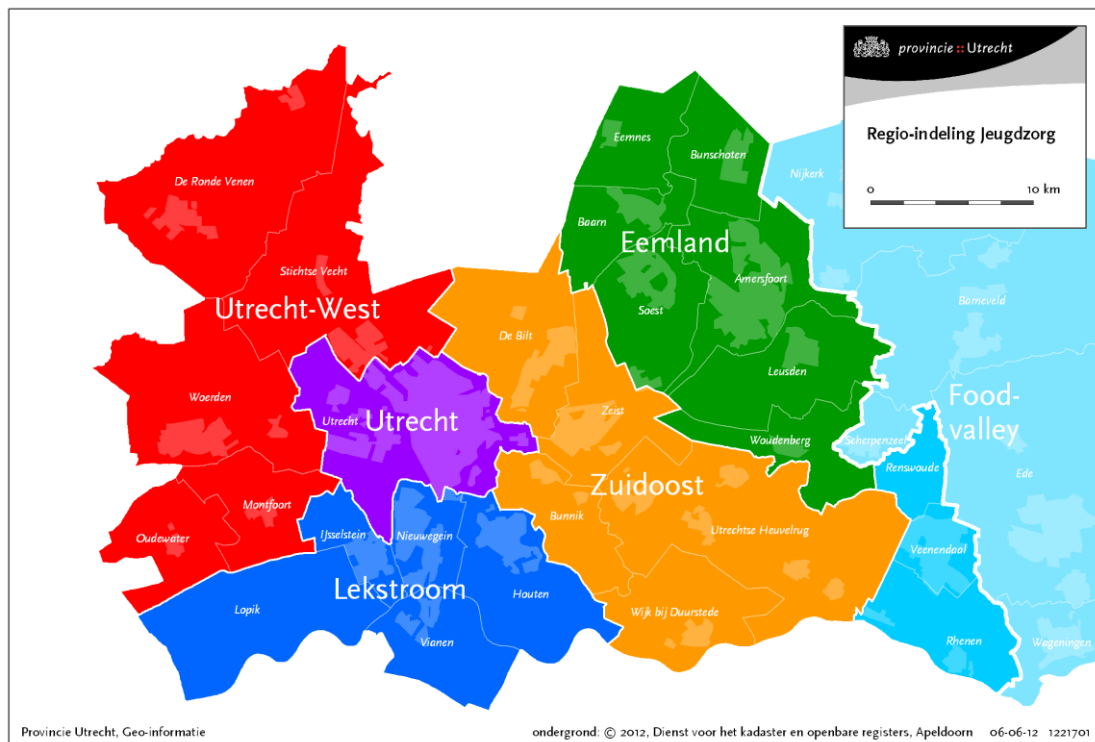 provincie :: Utrecht
Regio-indeling Jeugdzorg
0 10 km
Eemnes
Bunschoten
Nijkerk
De Ronde Venen
Baarn
Eemland
Stichtse Vecht
Amersfoort
Barneveld
Utrecht-West
Soest
De Bilt
Leusden
Woerden
Utrecht
Utrecht
Zeist
Food-
valley
Woudenberg
Scherpenzeel
Renswoude
Ede
Zuidoost
Montfoort
Oudewater
IJsselstein
Nieuwegein
Bunnik
Utrechtse Heuvelrug
Veenendaal
Lekstroom
Houten
Lopik
Wijk bij Duurstede
Vianen
Rhenen
Wageningen
Provincie Utrecht, Geo-informatie
ondergrond: © 2012, Dienst voor het kadaster en openbare registers, Apeldoorn 06-06-12 1221701